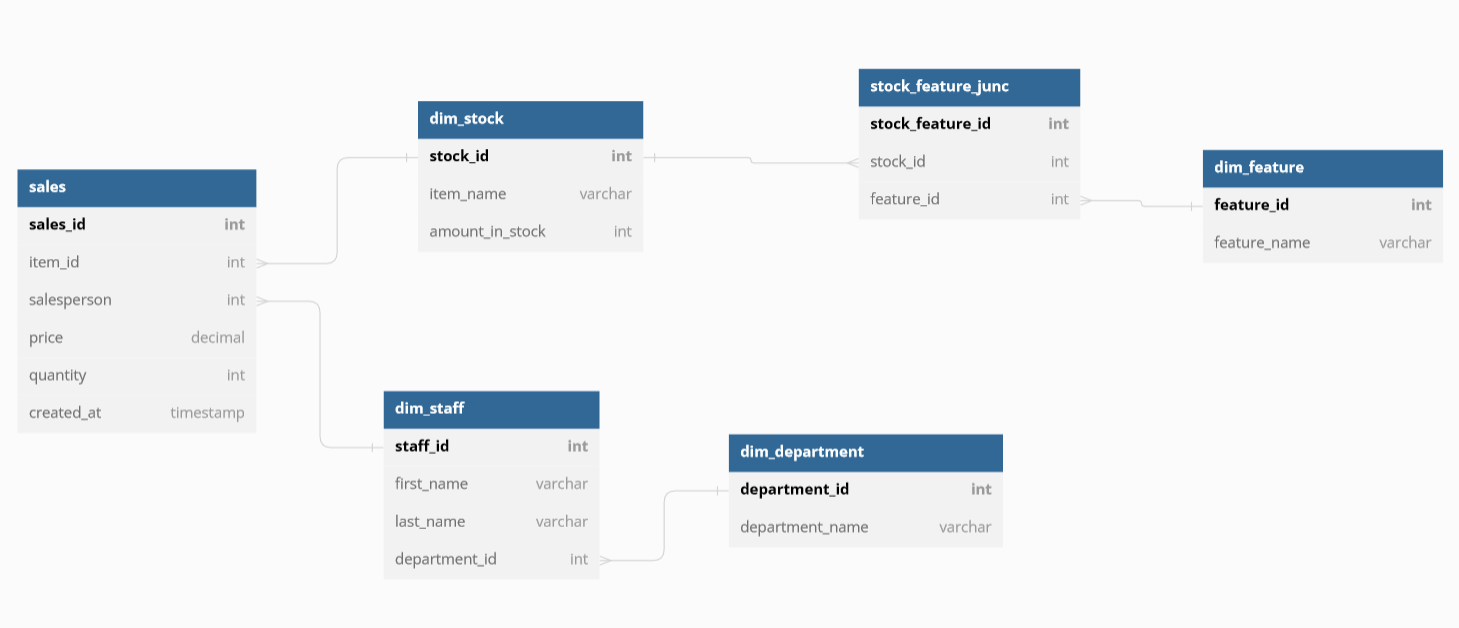 sales
sales_id int
item_id int
salesperson int
price decimal
quantity int
created_at timestamp
dim_stock
stock_id int
item_name varchar
amount_in_stock int
stock_feature_junc
stock_feature_id int
stock_id int
feature_id int
dim_feature
feature_id int
feature_name varchar
dim_staff
staff_id int
first_name varchar
last_name varchar
department_id int
dim_department
department_id int
department_name varchar